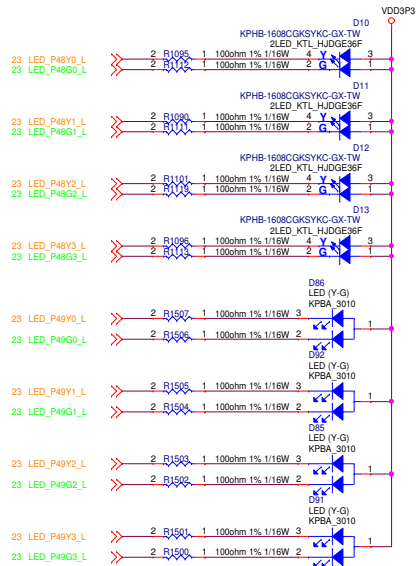 VDD3P3
D10
KPHB-1608CGKSYKC-GX-TW
2LED_KTL_HJDGE36F
23 LED_P48Y0_L 2 R1095 1 100ohm 1% 1/16W 4 Y 3
23 LED_P48G0_L 2 R1112 1 100ohm 1% 1/16W 2 G 1
D11
KPHB-1608CGKSYKC-GX-TW
2LED_KTL_HJDGE36F
23 LED_P48Y1_L 2 R1090 1 100ohm 1% 1/16W 4 Y 3
23 LED_P48G1_L 2 R1111 1 100ohm 1% 1/16W 2 G 1
D12
KPHB-1608CGKSYKC-GX-TW
2LED_KTL_HJDGE36F
23 LED_P48Y2_L 2 R1101 1 100ohm 1% 1/16W 4 Y 3
23 LED_P48G2_L 2 R1119 1 100ohm 1% 1/16W 2 G 1
D13
KPHB-1608CGKSYKC-GX-TW
2LED_KTL_HJDGE36F
23 LED_P48Y3_L 2 R1096 1 100ohm 1% 1/16W 4 Y 3
23 LED_P48G3_L 2 R1113 1 100ohm 1% 1/16W 2 G 1
D86
LED (Y-G)
KPBA_3010
23 LED_P49Y0_L 2 R1507 1 100ohm 1% 1/16W 3
1
23 LED_P49G0_L 2 R1506 1 100ohm 1% 1/16W 2
D92
LED (Y-G)
KPBA_3010
23 LED_P49Y1_L 2 R1505 1 100ohm 1% 1/16W 3
1
23 LED_P49G1_L 2 R1504 1 100ohm 1% 1/16W 2
D85
LED (Y-G)
KPBA_3010
23 LED_P49Y2_L 2 R1503 1 100ohm 1% 1/16W 3
1
23 LED_P49G2_L 2 R1502 1 100ohm 1% 1/16W 2
D91
LED (Y-G)
KPBA_3010
23 LED_P49Y3_L 2 R1501 1 100ohm 1% 1/16W 3
1
23 LED_P49G3_L 2 R1500 1 100ohm 1% 1/16W 2